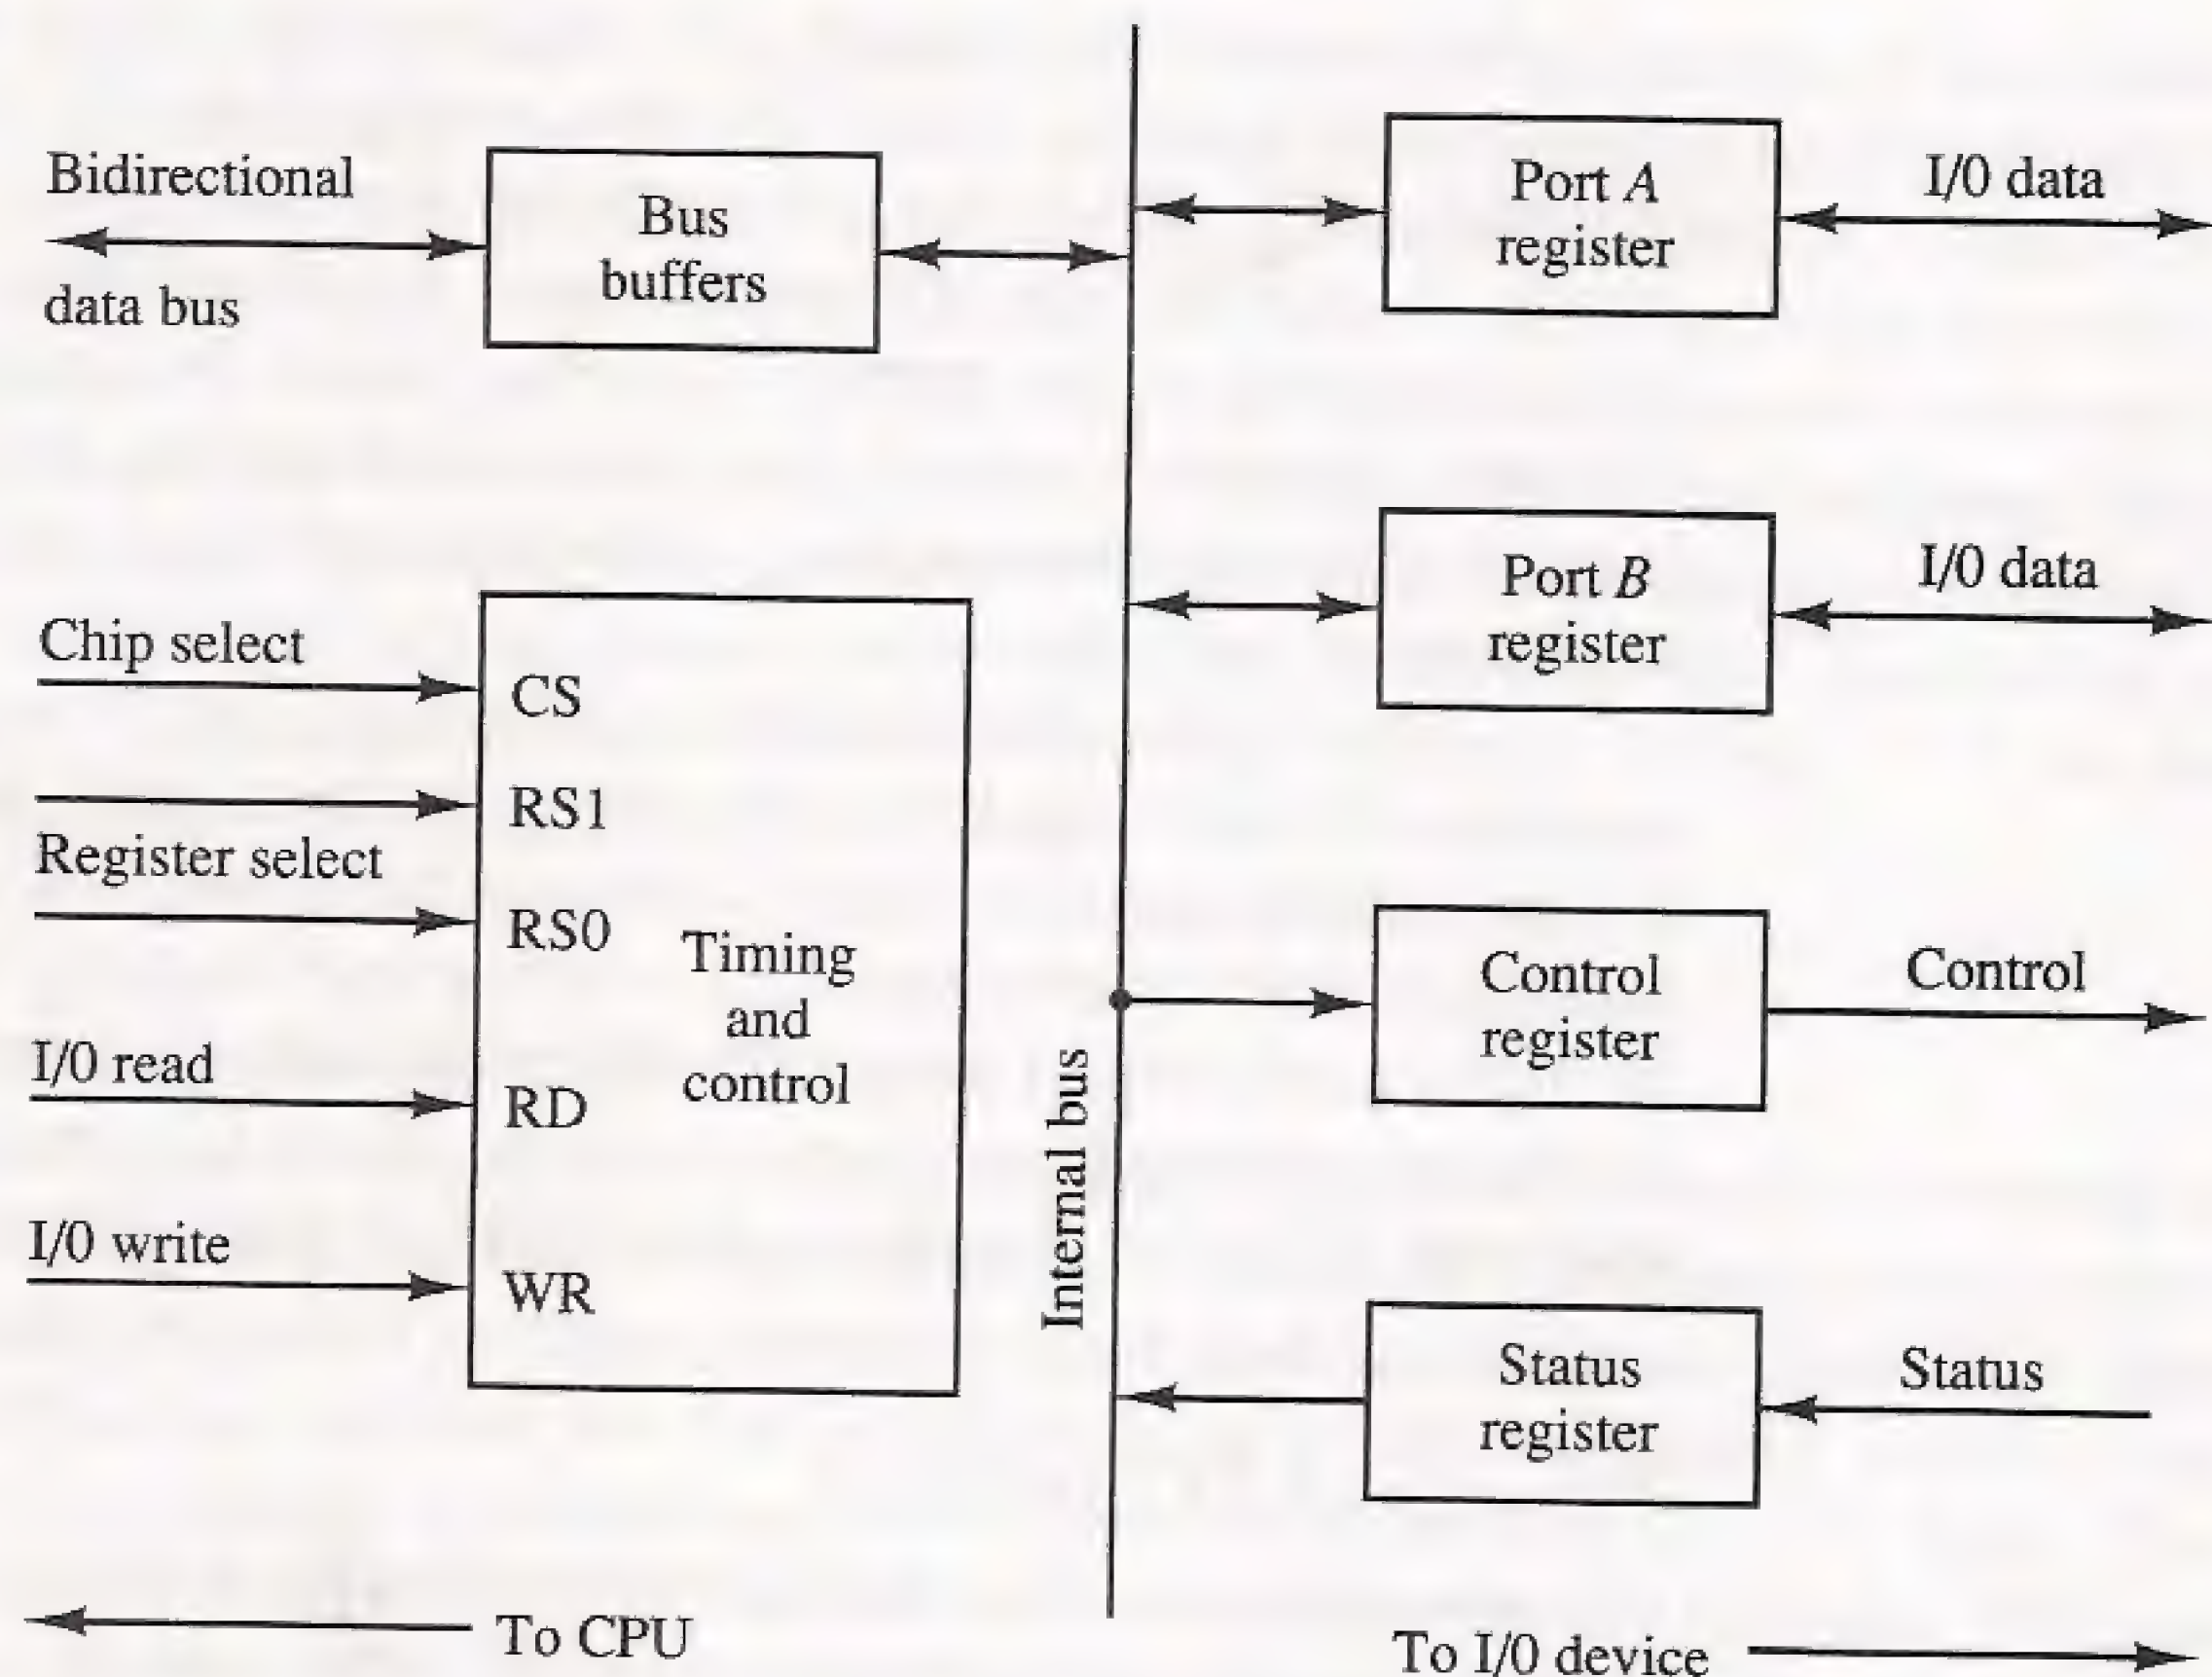 Bidirectional
data bus
Bus
buffers
Port A
register
I/0 data
Port B
register
I/0 data
Chip select
CS
RS1
Register select
RS0
Timing
and
control
I/0 read
RD
I/0 write
WR
Internal bus
Control
register
Control
Status
register
Status
To CPU
To I/0 device